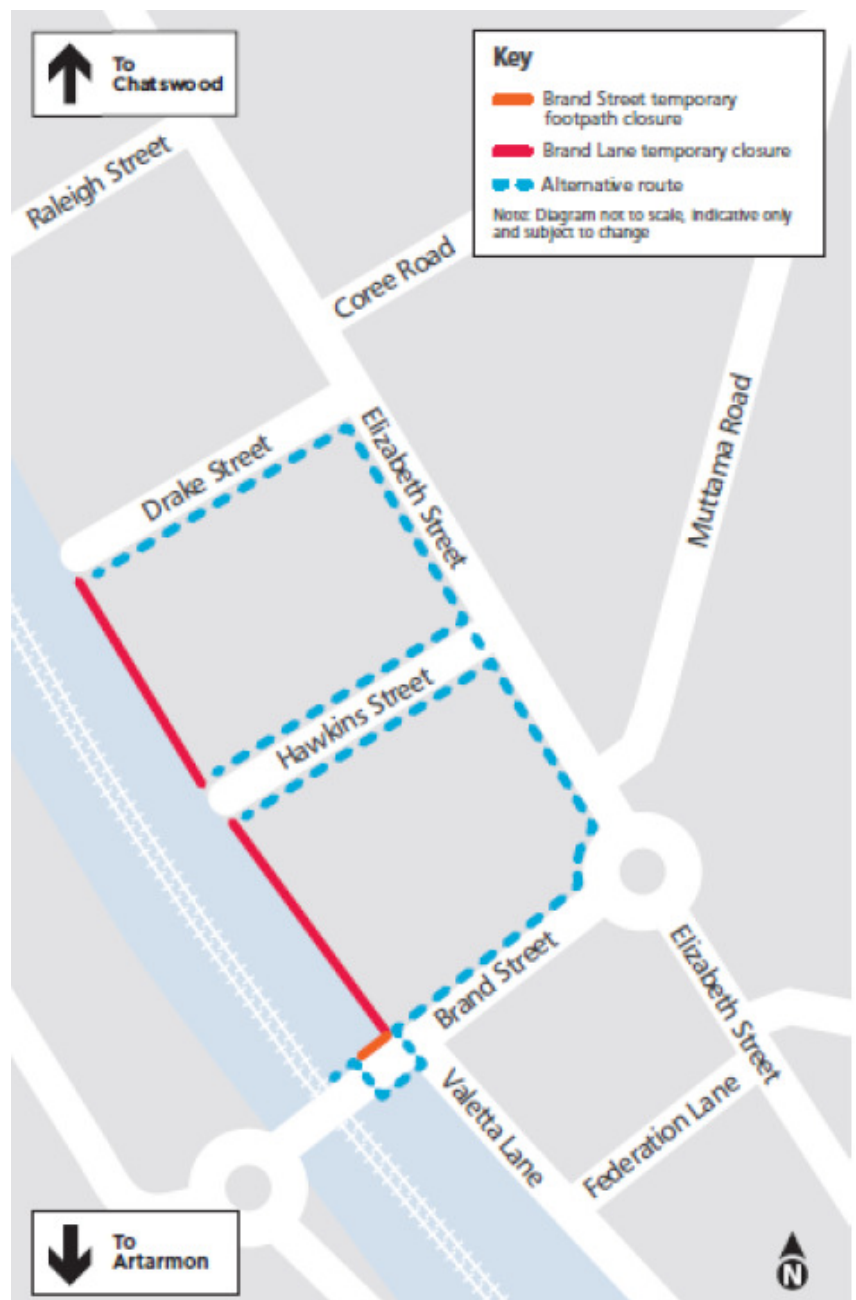 To
Chatswood
Key
Brand Street temporary
footpath closure
Brand Lane temporary closure
Alternative route
Note: Diagram not to scale, indicative only
and subject to change
Raleigh Street
Coree Road
Muttama Road
Drake Street
Elizabeth Street
Hawkins Street
Brand Street
Elizabeth Street
Valetta Lane
Federation Lane
To
Artarmon
N